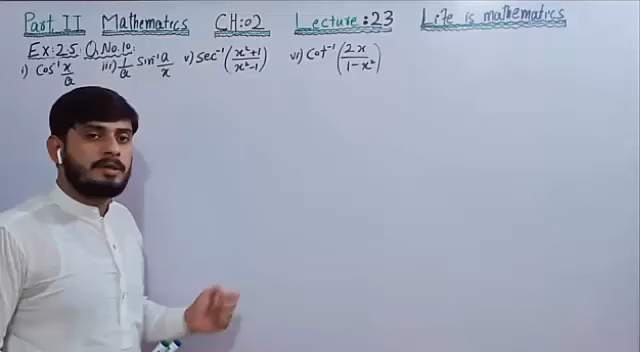 Part II Mathematics CH:02 Lecture:23 Life is mathematics
Ex:2.5: Q.No.10:
i) Cos⁻¹ x/a iii) 1/a sin⁻¹ a/x v) sec⁻¹ (x²+1/x²-1) vi) Cot⁻¹ (2x/1-x²)